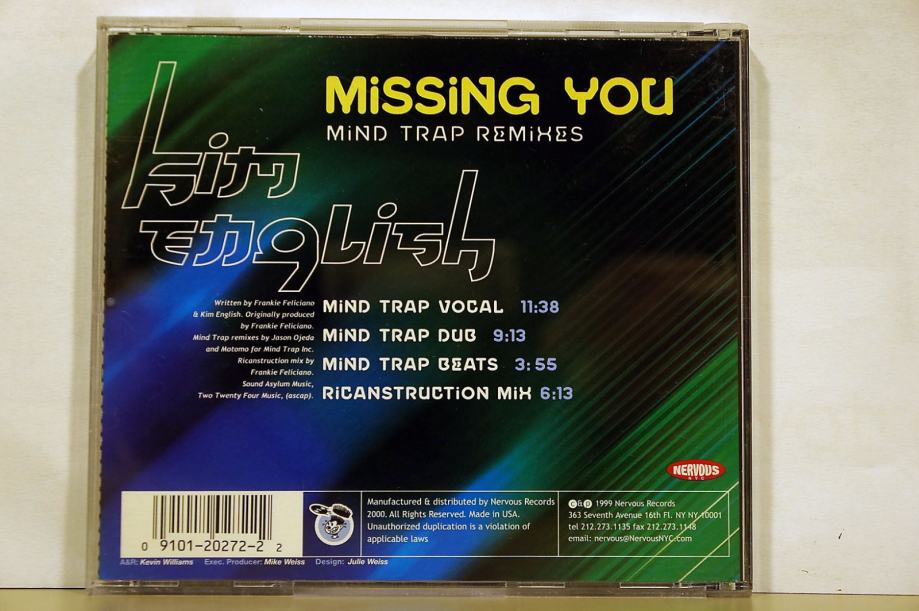 MiSSiNG YOU
MiND TRAP REMiXES
kim
english
Written by Frankie Feliciano
& Kim English. Originally produced
by Frankie Feliciano.
Mind Trap remixes by Jason Ojeda
and Motomo for Mind Trap Inc.
Ricanstruction mix by
Frankie Feliciano.
Sound Asylum Music,
Two Twenty Four Music, (ascap).
MiND TRAP VOCAL 11:38
MiND TRAP DUB 9:13
MiND TRAP BEATS 3:55
RiCANSTRUCTiON MiX 6:13
NERVOUS
NYC
0 9101-20272-2 2
Manufactured & distributed by Nervous Records
2000. All Rights Reserved. Made in USA.
Unauthorized duplication is a violation of
applicable laws
©&℗ 1999 Nervous Records
363 Seventh Avenue 16th Fl. NY NY 10001
tel 212.273.1135 fax 212.273.1148
email: nervous@NervousNYC.com
A&R: Kevin Williams Exec. Producer: Mike Weiss Design: Julie Weiss